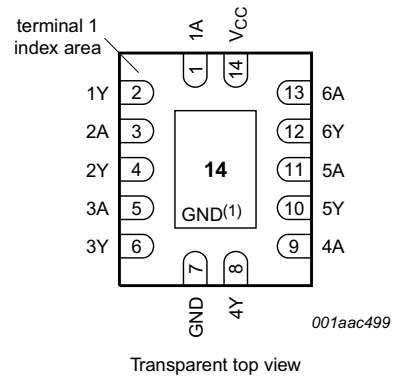 terminal 1
index area
1A
VCC
1
14
1Y 2
13 6A
2A 3
12 6Y
2Y 4
14
11 5A
3A 5
GND(1)
10 5Y
3Y 6
9 4A
7
8
GND
4Y
001aac499
Transparent top view